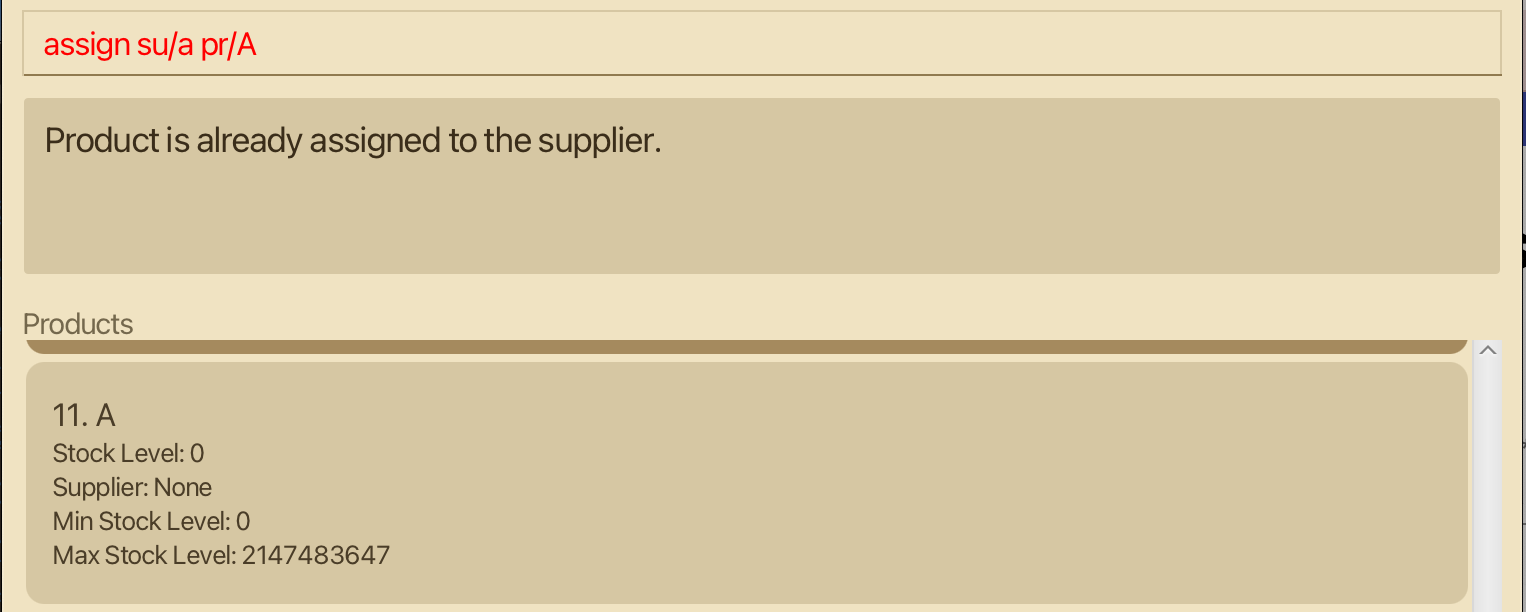 assign su/a pr/A
Product is already assigned to the supplier.
Products
11. A
Stock Level: 0
Supplier: None
Min Stock Level: 0
Max Stock Level: 2147483647